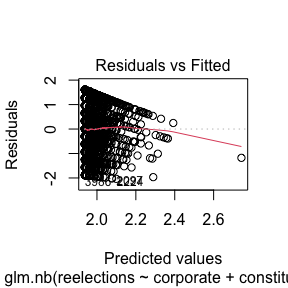 Residuals vs Fitted
Residuals
2
1
0
-2
2.0 2.2 2.4 2.6
Predicted values
glm.nb(reelections ~ corporate + constitu